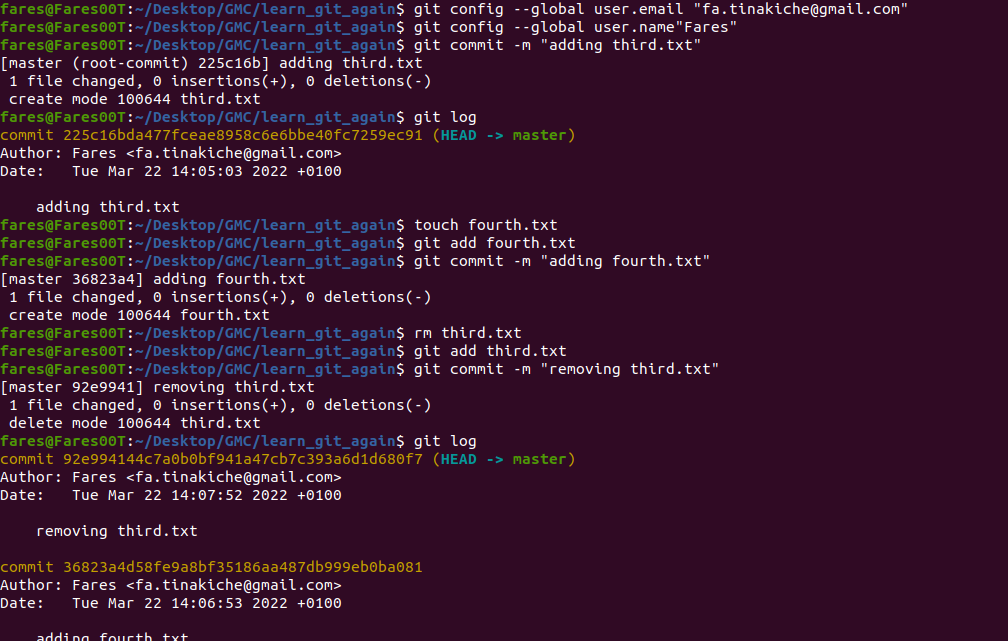 fares@Fares00T:~/Desktop/GMC/learn_git_again$ git config --global user.email "fa.tinakiche@gmail.com"
fares@Fares00T:~/Desktop/GMC/learn_git_again$ git config --global user.name"Fares"
fares@Fares00T:~/Desktop/GMC/learn_git_again$ git commit -m "adding third.txt"
[master (root-commit) 225c16b] adding third.txt
 1 file changed, 0 insertions(+), 0 deletions(-)
 create mode 100644 third.txt
fares@Fares00T:~/Desktop/GMC/learn_git_again$ git log
commit 225c16bda477fceae8958c6e6bbe40fc7259ec91 (HEAD -> master)
Author: Fares <fa.tinakiche@gmail.com>
Date:   Tue Mar 22 14:05:03 2022 +0100
    adding third.txt
fares@Fares00T:~/Desktop/GMC/learn_git_again$ touch fourth.txt
fares@Fares00T:~/Desktop/GMC/learn_git_again$ git add fourth.txt
fares@Fares00T:~/Desktop/GMC/learn_git_again$ git commit -m "adding fourth.txt"
[master 36823a4] adding fourth.txt
 1 file changed, 0 insertions(+), 0 deletions(-)
 create mode 100644 fourth.txt
fares@Fares00T:~/Desktop/GMC/learn_git_again$ rm third.txt
fares@Fares00T:~/Desktop/GMC/learn_git_again$ git add third.txt
fares@Fares00T:~/Desktop/GMC/learn_git_again$ git commit -m "removing third.txt"
[master 92e9941] removing third.txt
 1 file changed, 0 insertions(+), 0 deletions(-)
 delete mode 100644 third.txt
fares@Fares00T:~/Desktop/GMC/learn_git_again$ git log
commit 92e994144c7a0b0bf941a47cb7c393a6d1d680f7 (HEAD -> master)
Author: Fares <fa.tinakiche@gmail.com>
Date:   Tue Mar 22 14:07:52 2022 +0100
    removing third.txt
commit 36823a4d58fe9a8bf35186aa487db999eb0ba081
Author: Fares <fa.tinakiche@gmail.com>
Date:   Tue Mar 22 14:06:53 2022 +0100
    adding fourth.txt